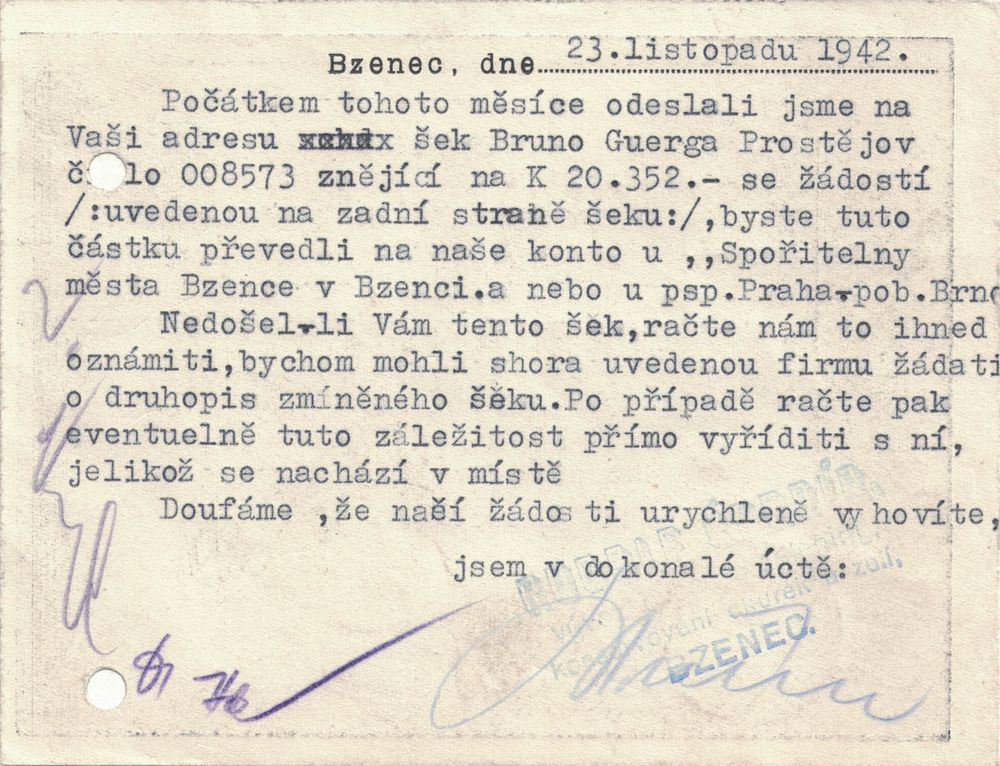 Bzenec, dne 23.listopadu 1942.
Počátkem tohoto měsíce odeslali jsme na
Vaši adresu šek Bruno Guerga Prostějov
č lo 008573 znějící na K 20.352.- se žádostí
/:uvedenou na zadní straně šeku:/,byste tuto
částku převedli na naše konto u ,,Spořitelny
města Bzence v Bzenci.a nebo u psp.Praha-pob.Brno
Nedošel-li Vám tento šek,račte nám to ihned
oznámiti,bychom mohli shora uvedenou firmu žádati
o druhopis zmíněného šeku.Po případě račte pak
eventuelně tuto záležitost přímo vyříditi s ní,
jelikož se nachází v místě
Doufáme ,že naší žádosti urychleně vyhovíte,
jsem v dokonalé úctě:
BZENEC.